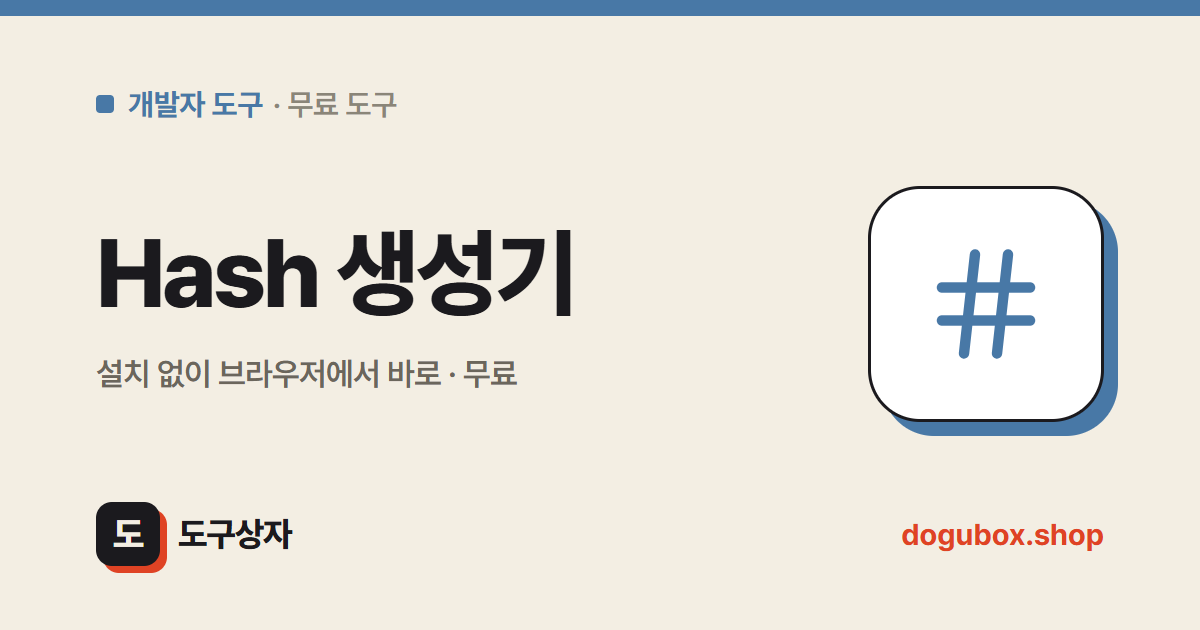 개발자 도구 · 무료 도구
Hash 생성기
#
설치 없이 브라우저에서 바로 · 무료
도 도구상자
dogubox.shop